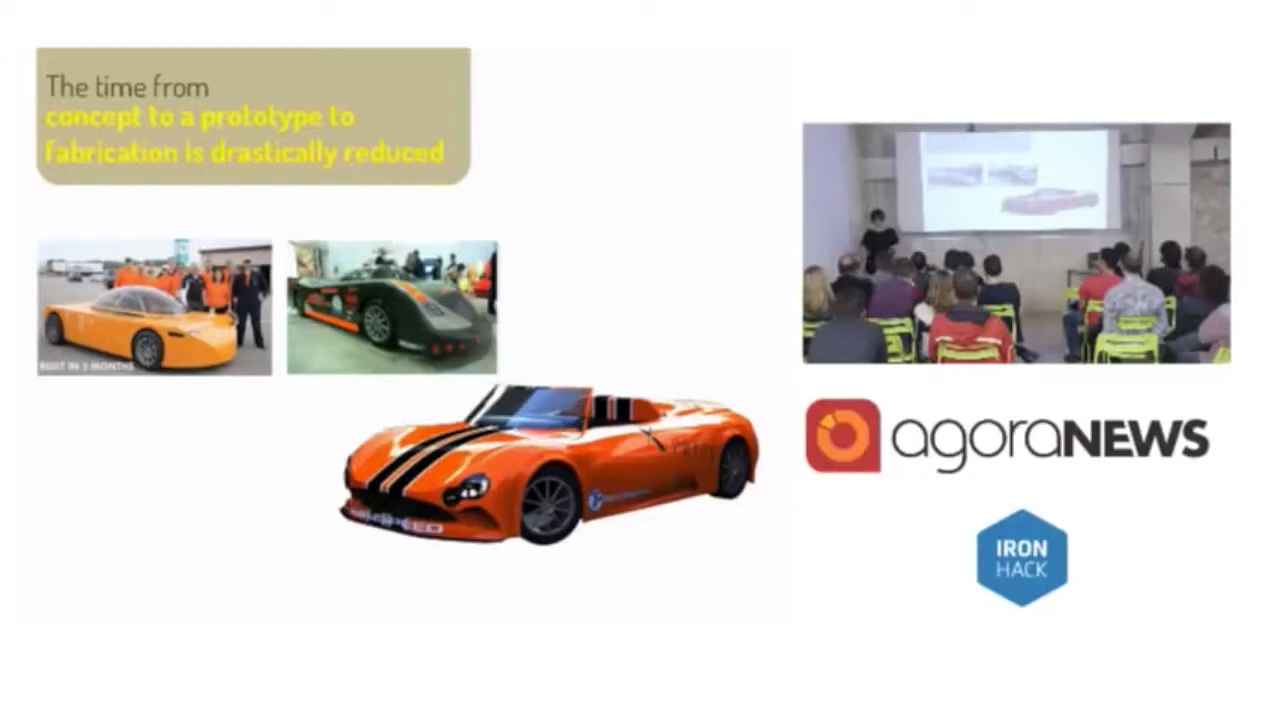 The time from
concept to a prototype to
fabrication is drastically reduced
BUILT IN 3 MONTHS
agoraNEWS
IRON
HACK